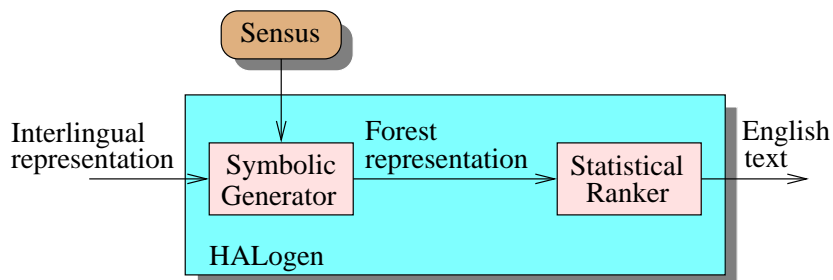 Sensus
Interlingual
representation
Symbolic
Generator
Forest
representation
Statistical
Ranker
English
text
HALogen